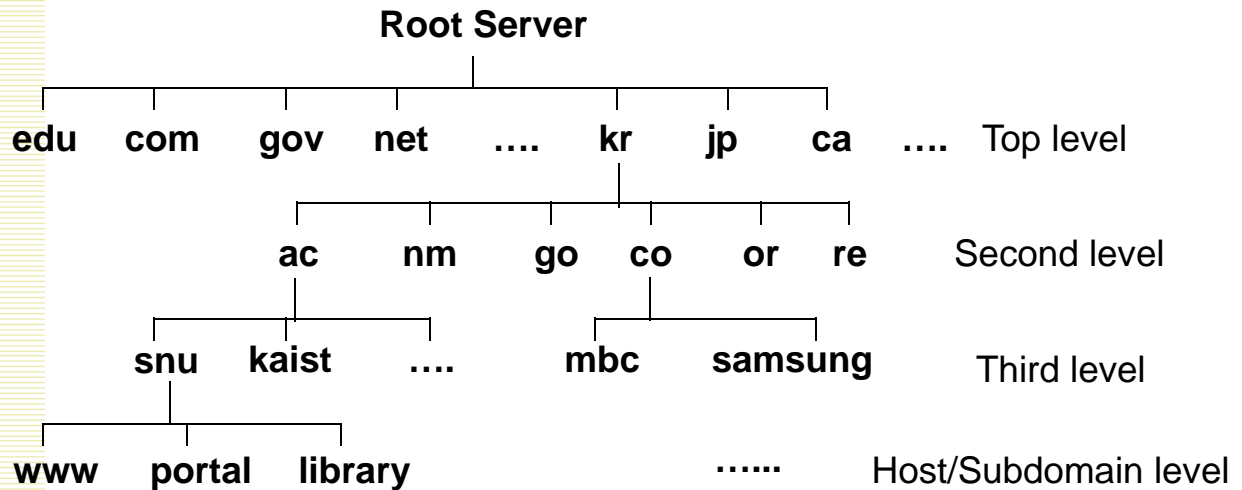 Root Server
edu com gov net …. kr jp ca …. Top level
ac nm go co or re Second level
snu kaist …. mbc samsung Third level
www portal library …... Host/Subdomain level